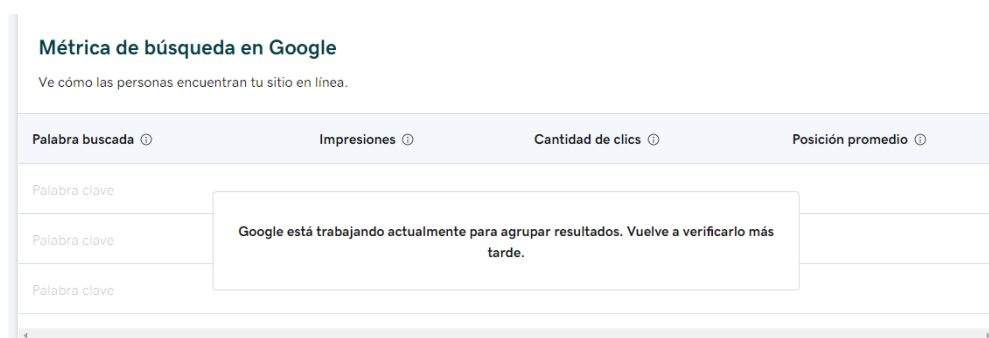 Métrica de búsqueda en Google
Ve cómo las personas encuentran tu sitio en línea.
Palabra buscada Impresiones Cantidad de clics Posición promedio
Palabra clave
Google está trabajando actualmente para agrupar resultados. Vuelve a verificarlo más
Palabra clave
tarde.
Palabra clave